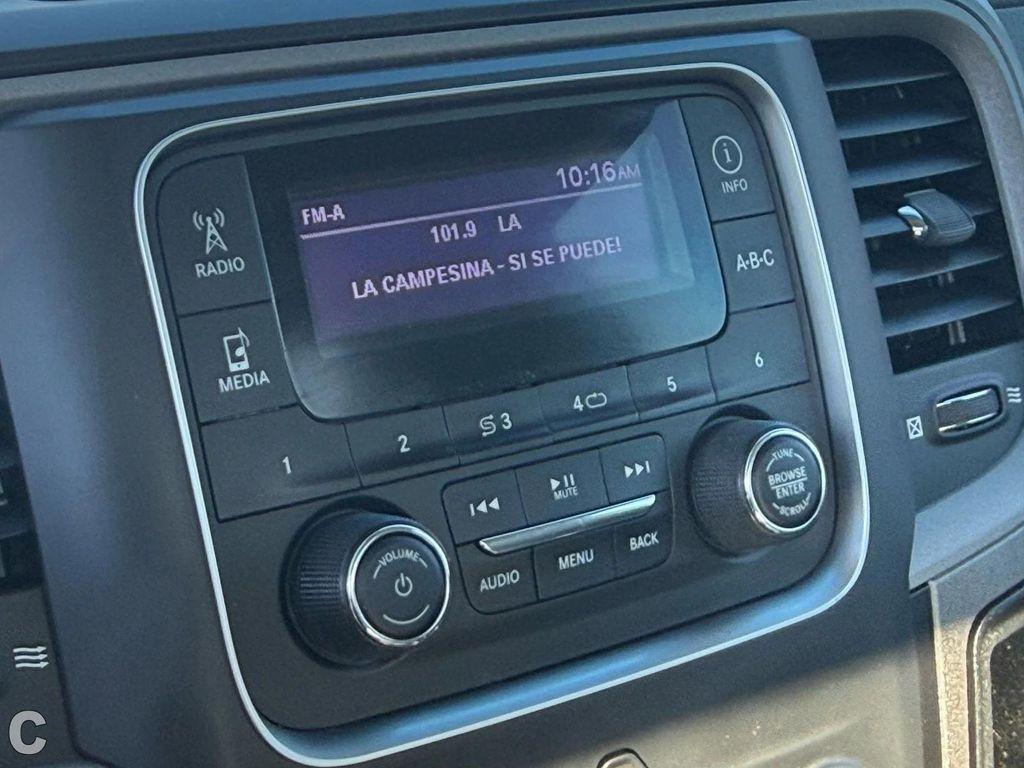 10:16AM
FM-A
101.9 LA
LA CAMPESINA - SI SE PUEDE!
i
INFO
RADIO
A·B·C
MEDIA
1
2
3
4
5
6
MUTE
VOLUME
AUDIO
MENU
BACK
TUNE
BROWSE
ENTER
SCROLL
C